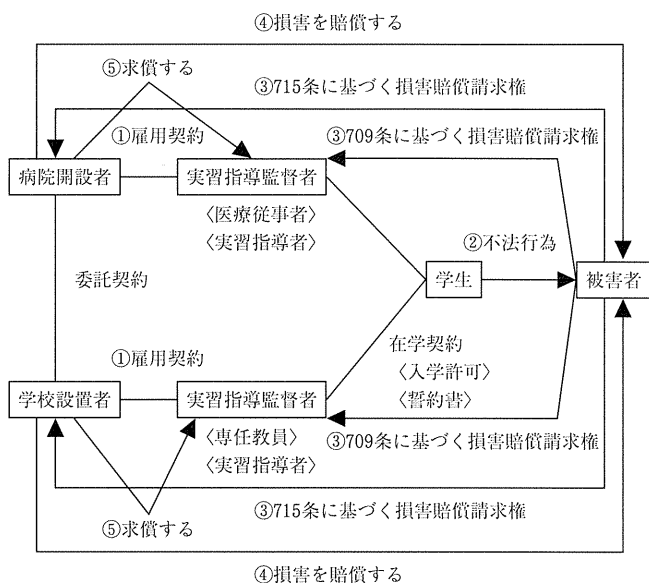 ④損害を賠償する
⑤求償する
③715条に基づく損害賠償請求権
①雇用契約
③709条に基づく損害賠償請求権
病院開設者
実習指導監督者
〈医療従事者〉
〈実習指導者〉
②不法行為
学生
被害者
委託契約
在学契約
〈入学許可〉
〈誓約書〉
①雇用契約
学校設置者
実習指導監督者
〈専任教員〉
〈実習指導者〉
③709条に基づく損害賠償請求権
③715条に基づく損害賠償請求権
⑤求償する
④損害を賠償する